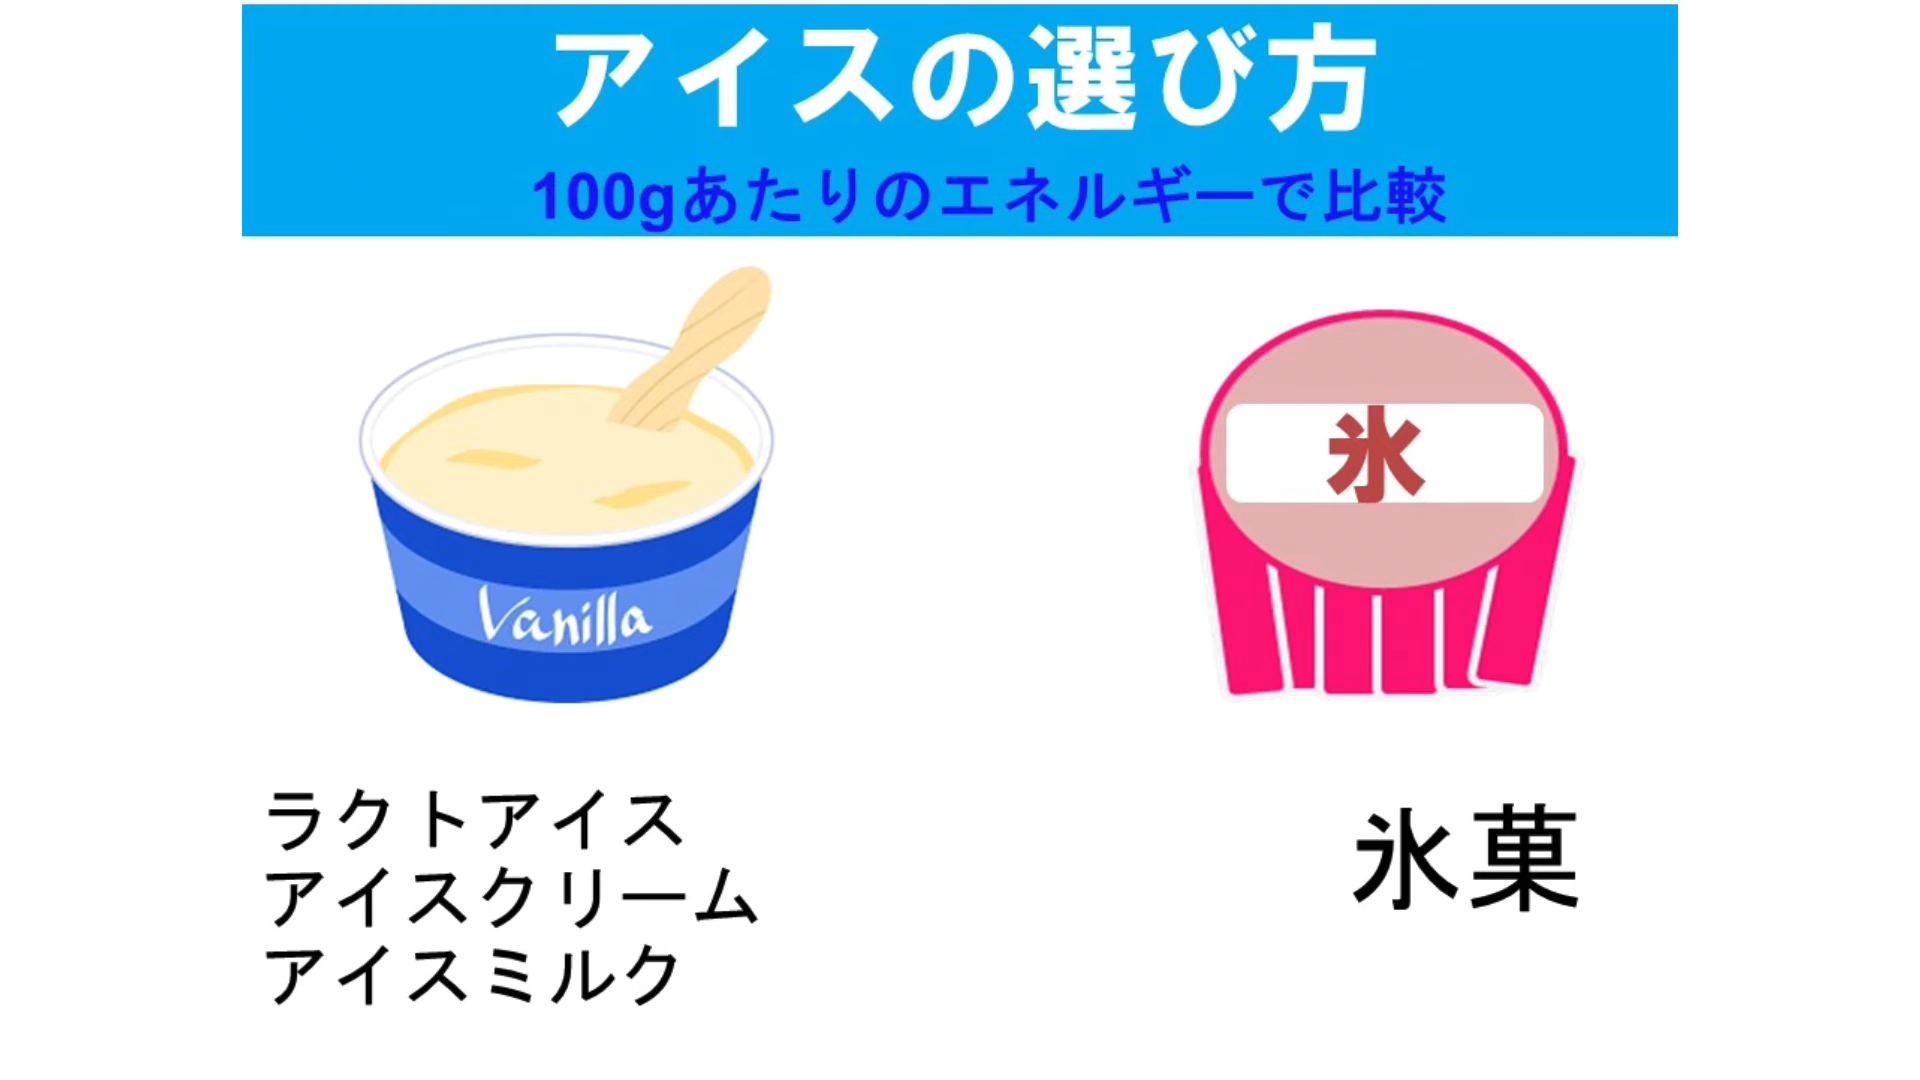 アイスの選び方
100gあたりのエネルギーで比較
Vanilla
氷
ラクトアイス
アイスクリーム
アイスミルク
氷菓